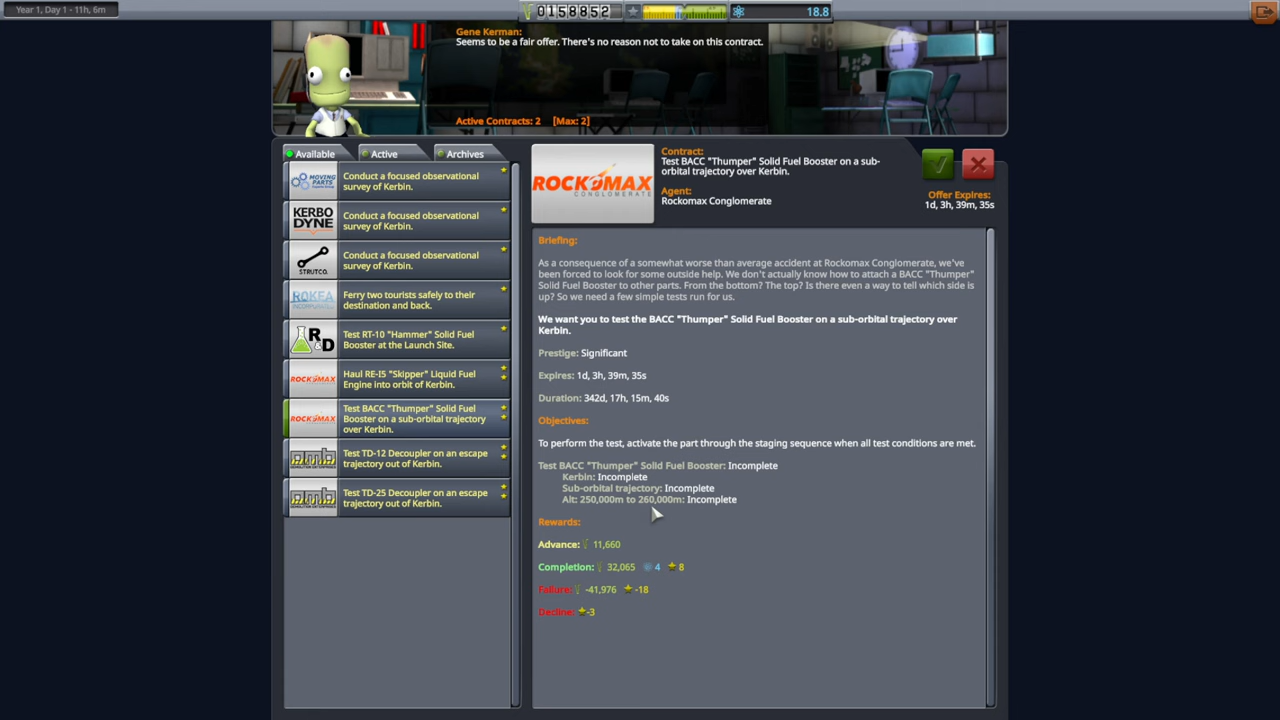 Year 1, Day 1 - 11h, 6m
0158852
18.8
Gene Kerman:
Seems to be a fair offer. There's no reason not to take on this contract.
Active Contracts: 2 [Max: 2]
Available
Active
Archives
MOVING PARTS
Conduct a focused observational
survey of Kerbin.
KERBO
DYNE
Conduct a focused observational
survey of Kerbin.
STRUTCO.
Conduct a focused observational
survey of Kerbin.
ROKEA
INCORPORATED
Ferry two tourists safely to their
destination and back.
R&D
Test RT-10 "Hammer" Solid Fuel
Booster at the Launch Site.
ROCKOMAX
Haul RE-I5 "Skipper" Liquid Fuel
Engine into orbit of Kerbin.
ROCKOMAX
Test BACC "Thumper" Solid Fuel
Booster on a sub-orbital trajectory
over Kerbin.
Test TD-12 Decoupler on an escape
trajectory out of Kerbin.
Test TD-25 Decoupler on an escape
trajectory out of Kerbin.
ROCKOMAX
CONGLOMERATE
Contract:
Test BACC "Thumper" Solid Fuel Booster on a sub-
orbital trajectory over Kerbin.
Agent:
Rockomax Conglomerate
Offer Expires:
1d, 3h, 39m, 35s
Briefing:
As a consequence of a somewhat worse than average accident at Rockomax Conglomerate, we've
been forced to look for some outside help. We don't actually know how to attach a BACC "Thumper"
Solid Fuel Booster to other parts. From the bottom? The top? Is there even a way to tell which side is
up? So we need a few simple tests run for us.
We want you to test the BACC "Thumper" Solid Fuel Booster on a sub-orbital trajectory over
Kerbin.
Prestige: Significant
Expires: 1d, 3h, 39m, 35s
Duration: 342d, 17h, 15m, 40s
Objectives:
To perform the test, activate the part through the staging sequence when all test conditions are met.
Test BACC "Thumper" Solid Fuel Booster: Incomplete
Kerbin: Incomplete
Sub-orbital trajectory: Incomplete
Alt: 250,000m to 260,000m: Incomplete
Rewards:
Advance: 11,660
Completion: 32,065 4 8
Failure: -41,976 -18
Decline: -3